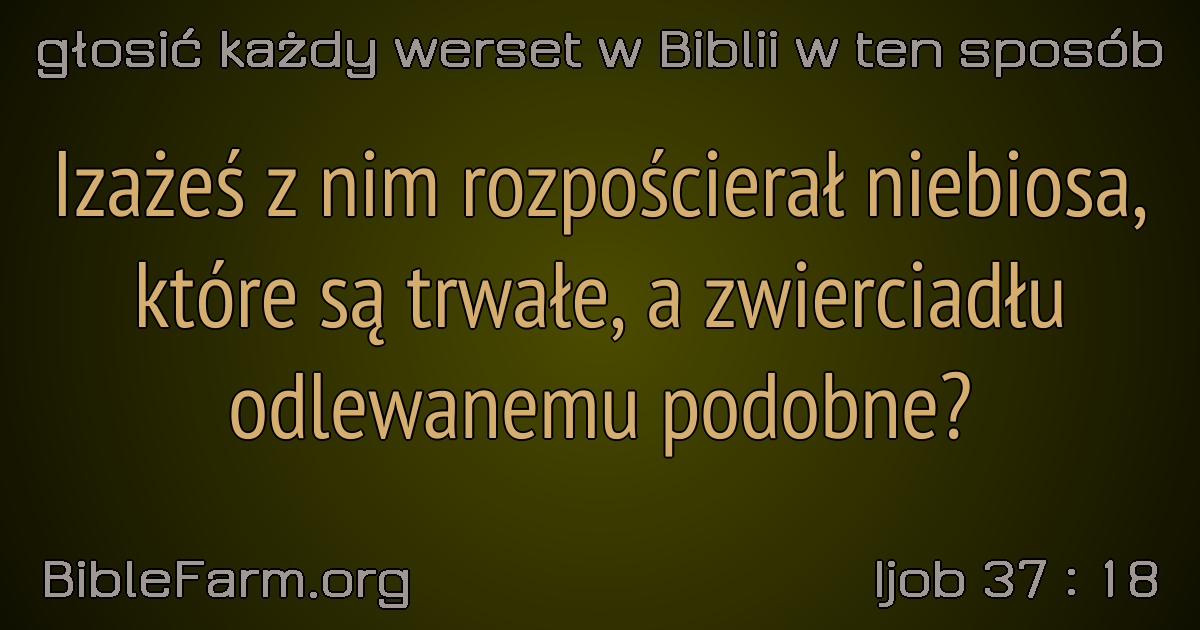 głosić każdy werset w Biblii w ten sposób
Izażeś z nim rozpościerał niebiosa,
które są trwałe, a zwierciadłu
odlewanemu podobne?
BibleFarm.org
Ijob 37 : 18